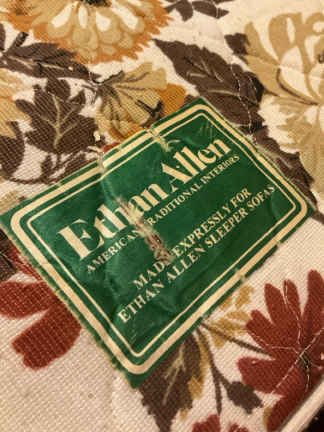 Ethan Allen
AMERICAN TRADITIONAL INTERIORS
MADE EXPRESSLY FOR
ETHAN ALLEN SLEEPER SOFAS